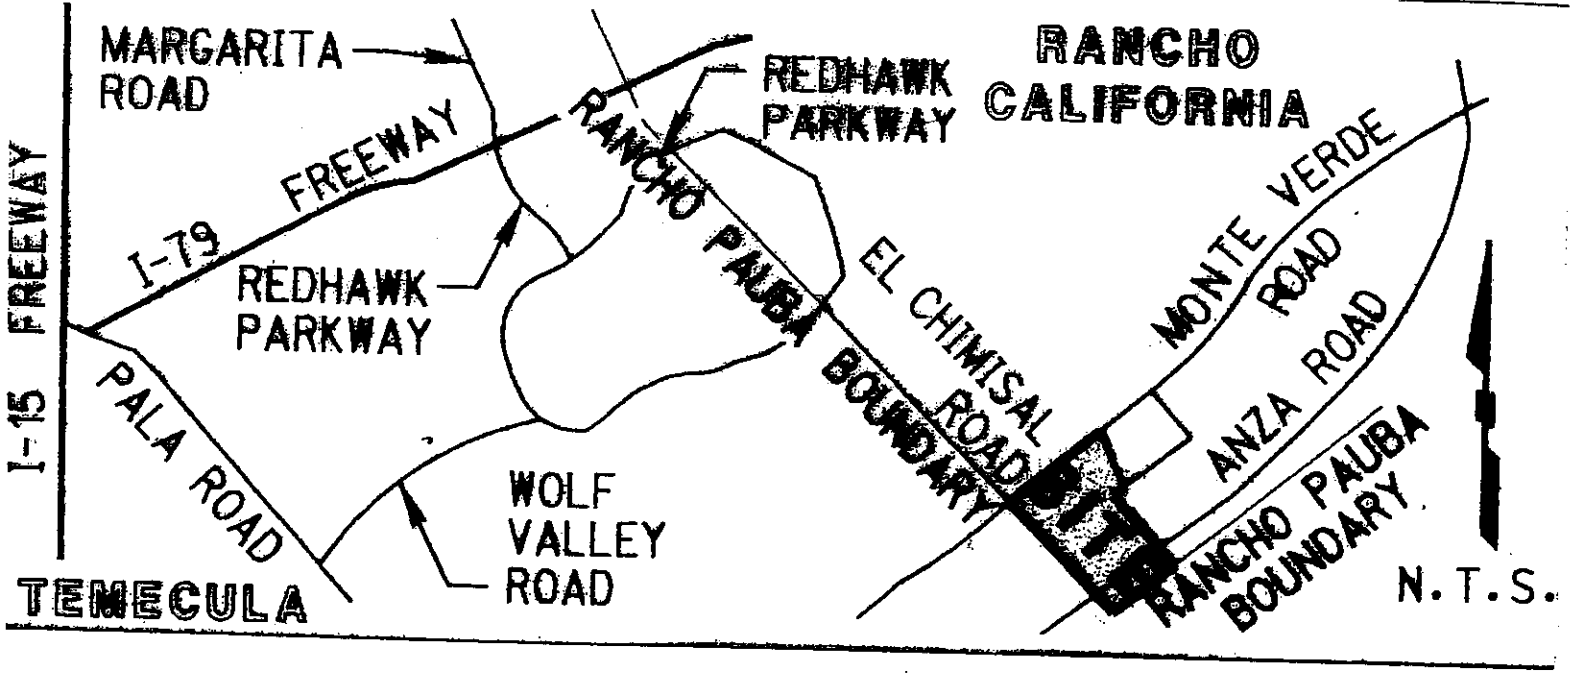 MARGARITA
ROAD
REDHAWK
PARKWAY
RANCHO
CALIFORNIA
I-15 FREEWAY
I-79 FREEWAY
REDHAWK
PARKWAY
RANCHO PAUBA BOUNDARY
EL CHIMISAL
ROAD
MONTE VERDE
ROAD
ANZA ROAD
PALA ROAD
WOLF
VALLEY
ROAD
SITE
RANCHO PAUBA
BOUNDARY
TEMECULA
N.T.S.